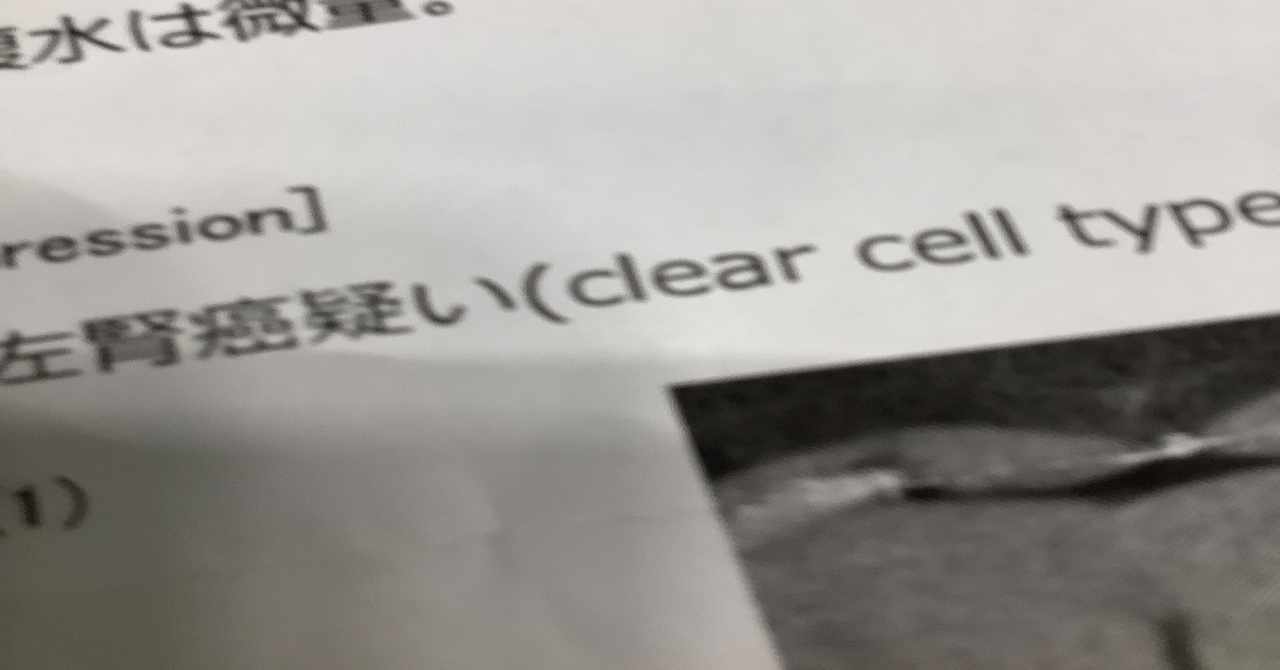 腹水は微量。
ression]
左腎癌疑い(clear cell type
1)